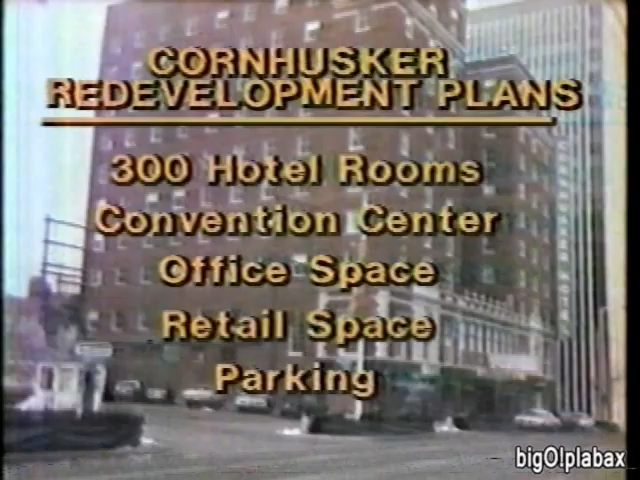 CORNHUSKER
REDEVELOPMENT PLANS
300 Hotel Rooms
Convention Center
Office Space
Retail Space
Parking
bigO!plabax